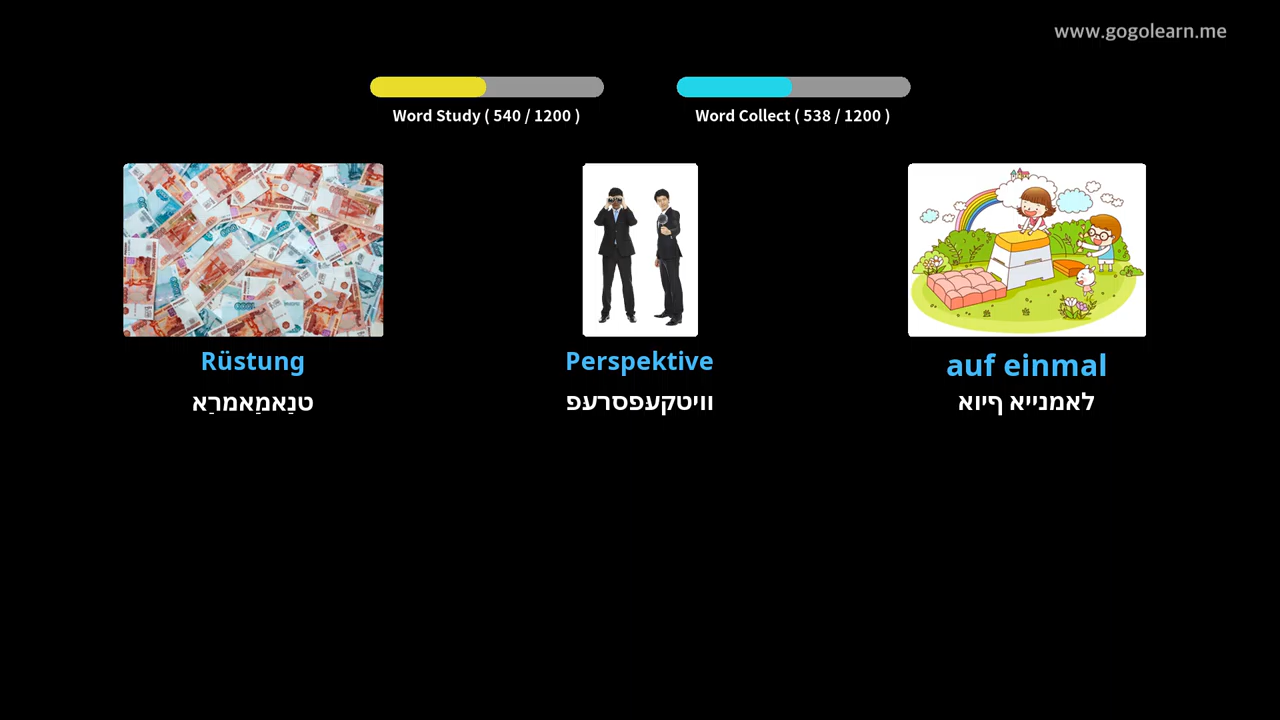 www.gogolearn.me
Word Study ( 540 / 1200 )
Word Collect ( 538 / 1200 )
Rüstung
טנַאמַאמרַא
Perspektive
וויטקעפסרעפ
auf einmal
לאמנייא ףיוא